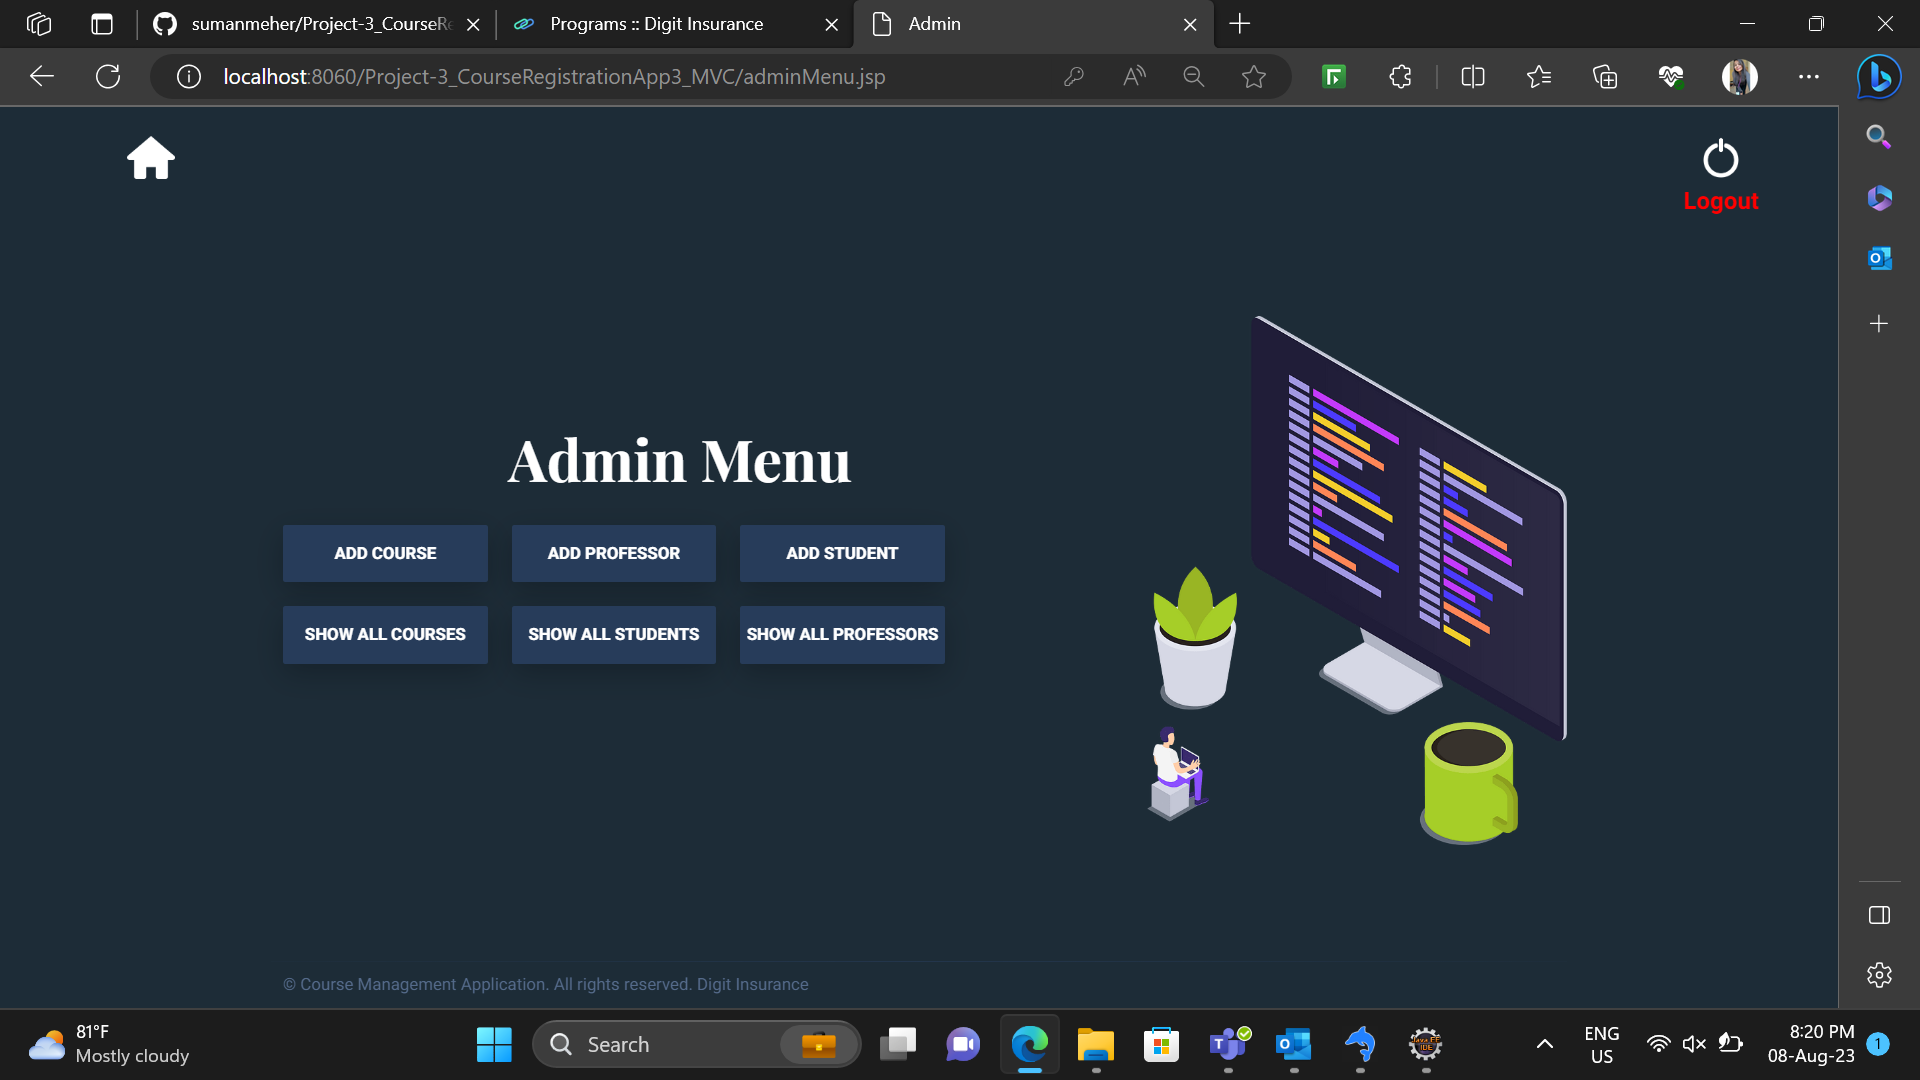 sumanmeher/Project-3_CourseRe
Programs :: Digit Insurance
Admin
localhost:8060/Project-3_CourseRegistrationApp3_MVC/adminMenu.jsp
Logout
Admin Menu
ADD COURSE
ADD PROFESSOR
ADD STUDENT
SHOW ALL COURSES
SHOW ALL STUDENTS
SHOW ALL PROFESSORS
© Course Management Application. All rights reserved. Digit Insurance
81°F
Mostly cloudy
Search
ENG
US
8:20 PM
08-Aug-23
1